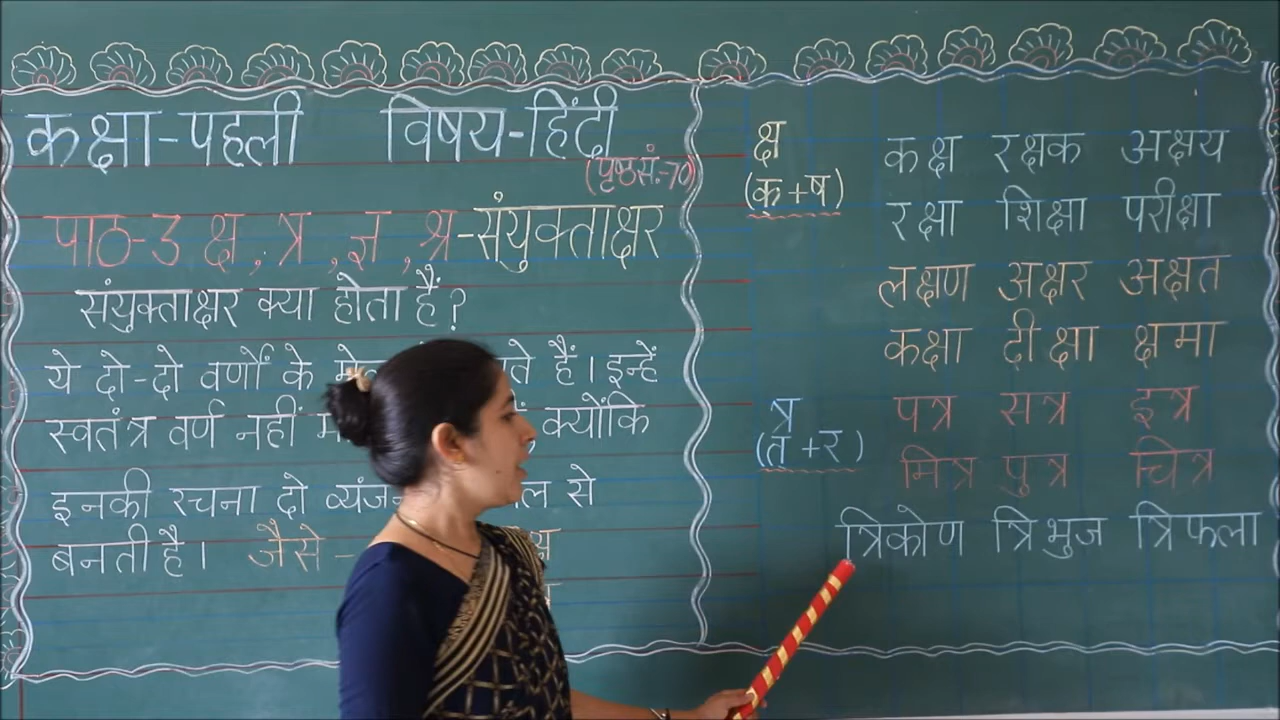 कक्षा-पहली विषय-हिंदी
(पृष्ठ सं.-70)
पाठ-3 क्ष, त्र, ज्ञ, श्र-संयुक्ताक्षर
संयुक्ताक्षर क्या होता हैं?
ये दो-दो वर्णों के हैं। इन्हें
स्वतंत्र वर्ण नहीं क्योंकि
इनकी रचना दो से
बनती है। जैसे -
क्ष
(क् +ष)
कक्ष रक्षक अक्षय
रक्षा शिक्षा परीक्षा
लक्षण अक्षर अक्षत
कक्षा दीक्षा क्षमा
त्र
(त् +र)
पत्र सत्र इत्र
मित्र पुत्र चित्र
त्रिकोण त्रिभुज त्रिफला